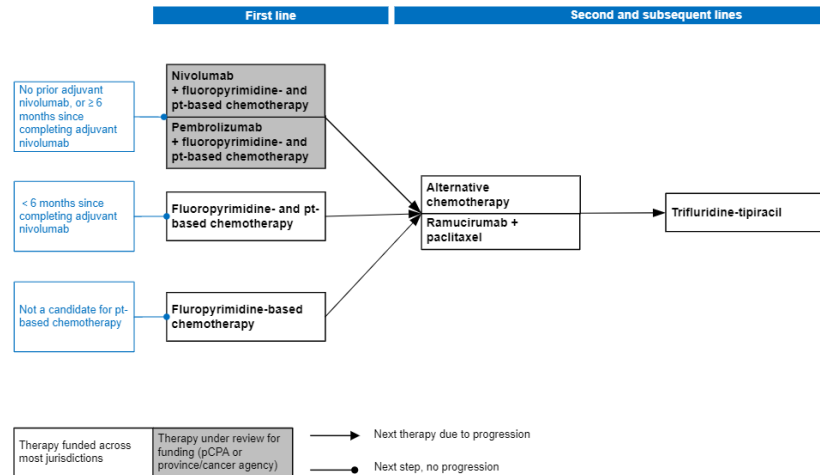 First line
Second and subsequent lines
No prior adjuvant
nivolumab, or ≥ 6
months since
completing adjuvant
nivolumab
Nivolumab
+ fluoropyrimidine- and
pt-based chemotherapy
Pembrolizumab
+ fluoropyrimidine- and
pt-based chemotherapy
< 6 months since
completing adjuvant
nivolumab
Fluoropyrimidine- and pt-
based chemotherapy
Alternative
chemotherapy
Ramucirumab +
paclitaxel
Trifluridine-tipiracil
Not a candidate for pt-
based chemotherapy
Fluropyrimidine-based
chemotherapy
Therapy funded across
most jurisdictions
Therapy under review for
funding (pCPA or
province/cancer agency)
Next therapy due to progression
Next step, no progression